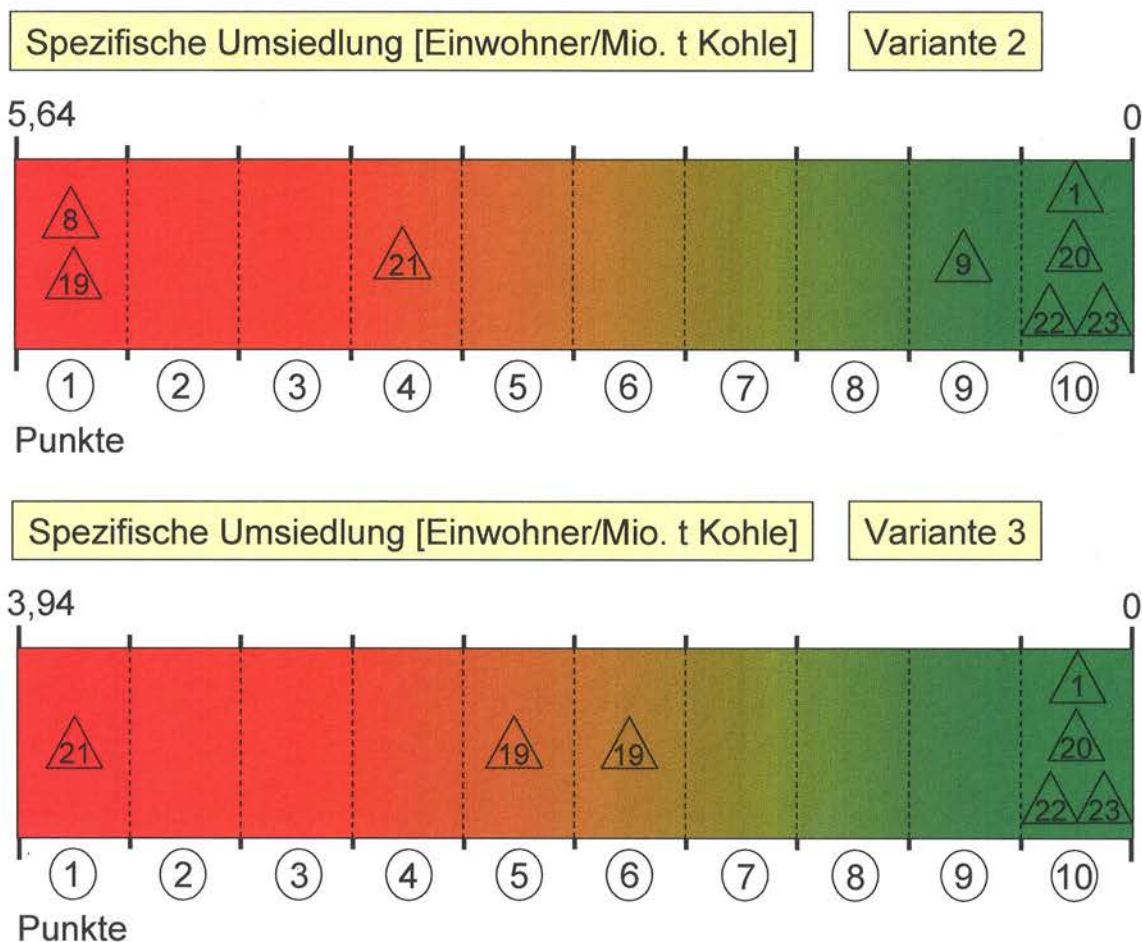 Spezifische Umsiedlung [Einwohner/Mio. t Kohle] Variante 2
5,64 0
8 1
19 21 9 20
22 23
1 2 3 4 5 6 7 8 9 10
Punkte
Spezifische Umsiedlung [Einwohner/Mio. t Kohle] Variante 3
3,94 0
1
21 19 19 20
22 23
1 2 3 4 5 6 7 8 9 10
Punkte